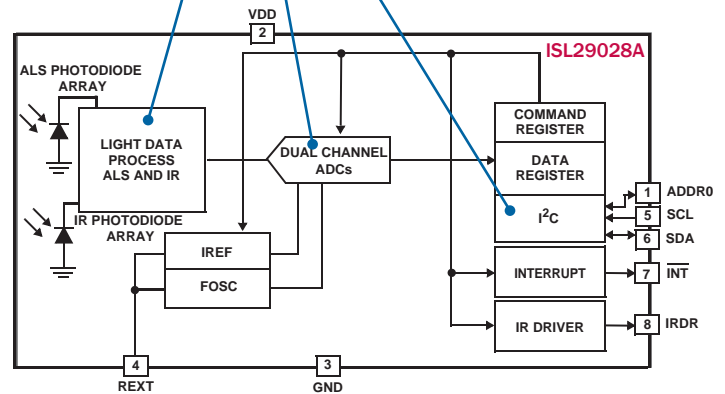 VDD
2
ISL29028A
ALS PHOTODIODE
ARRAY
LIGHT DATA
PROCESS
ALS AND IR
DUAL CHANNEL
ADCs
COMMAND
REGISTER
DATA
REGISTER
I²C
1 ADDR0
5 SCL
6 SDA
IR PHOTODIODE
ARRAY
IREF
FOSC
INTERRUPT
7 INT
IR DRIVER
8 IRDR
4
REXT
3
GND